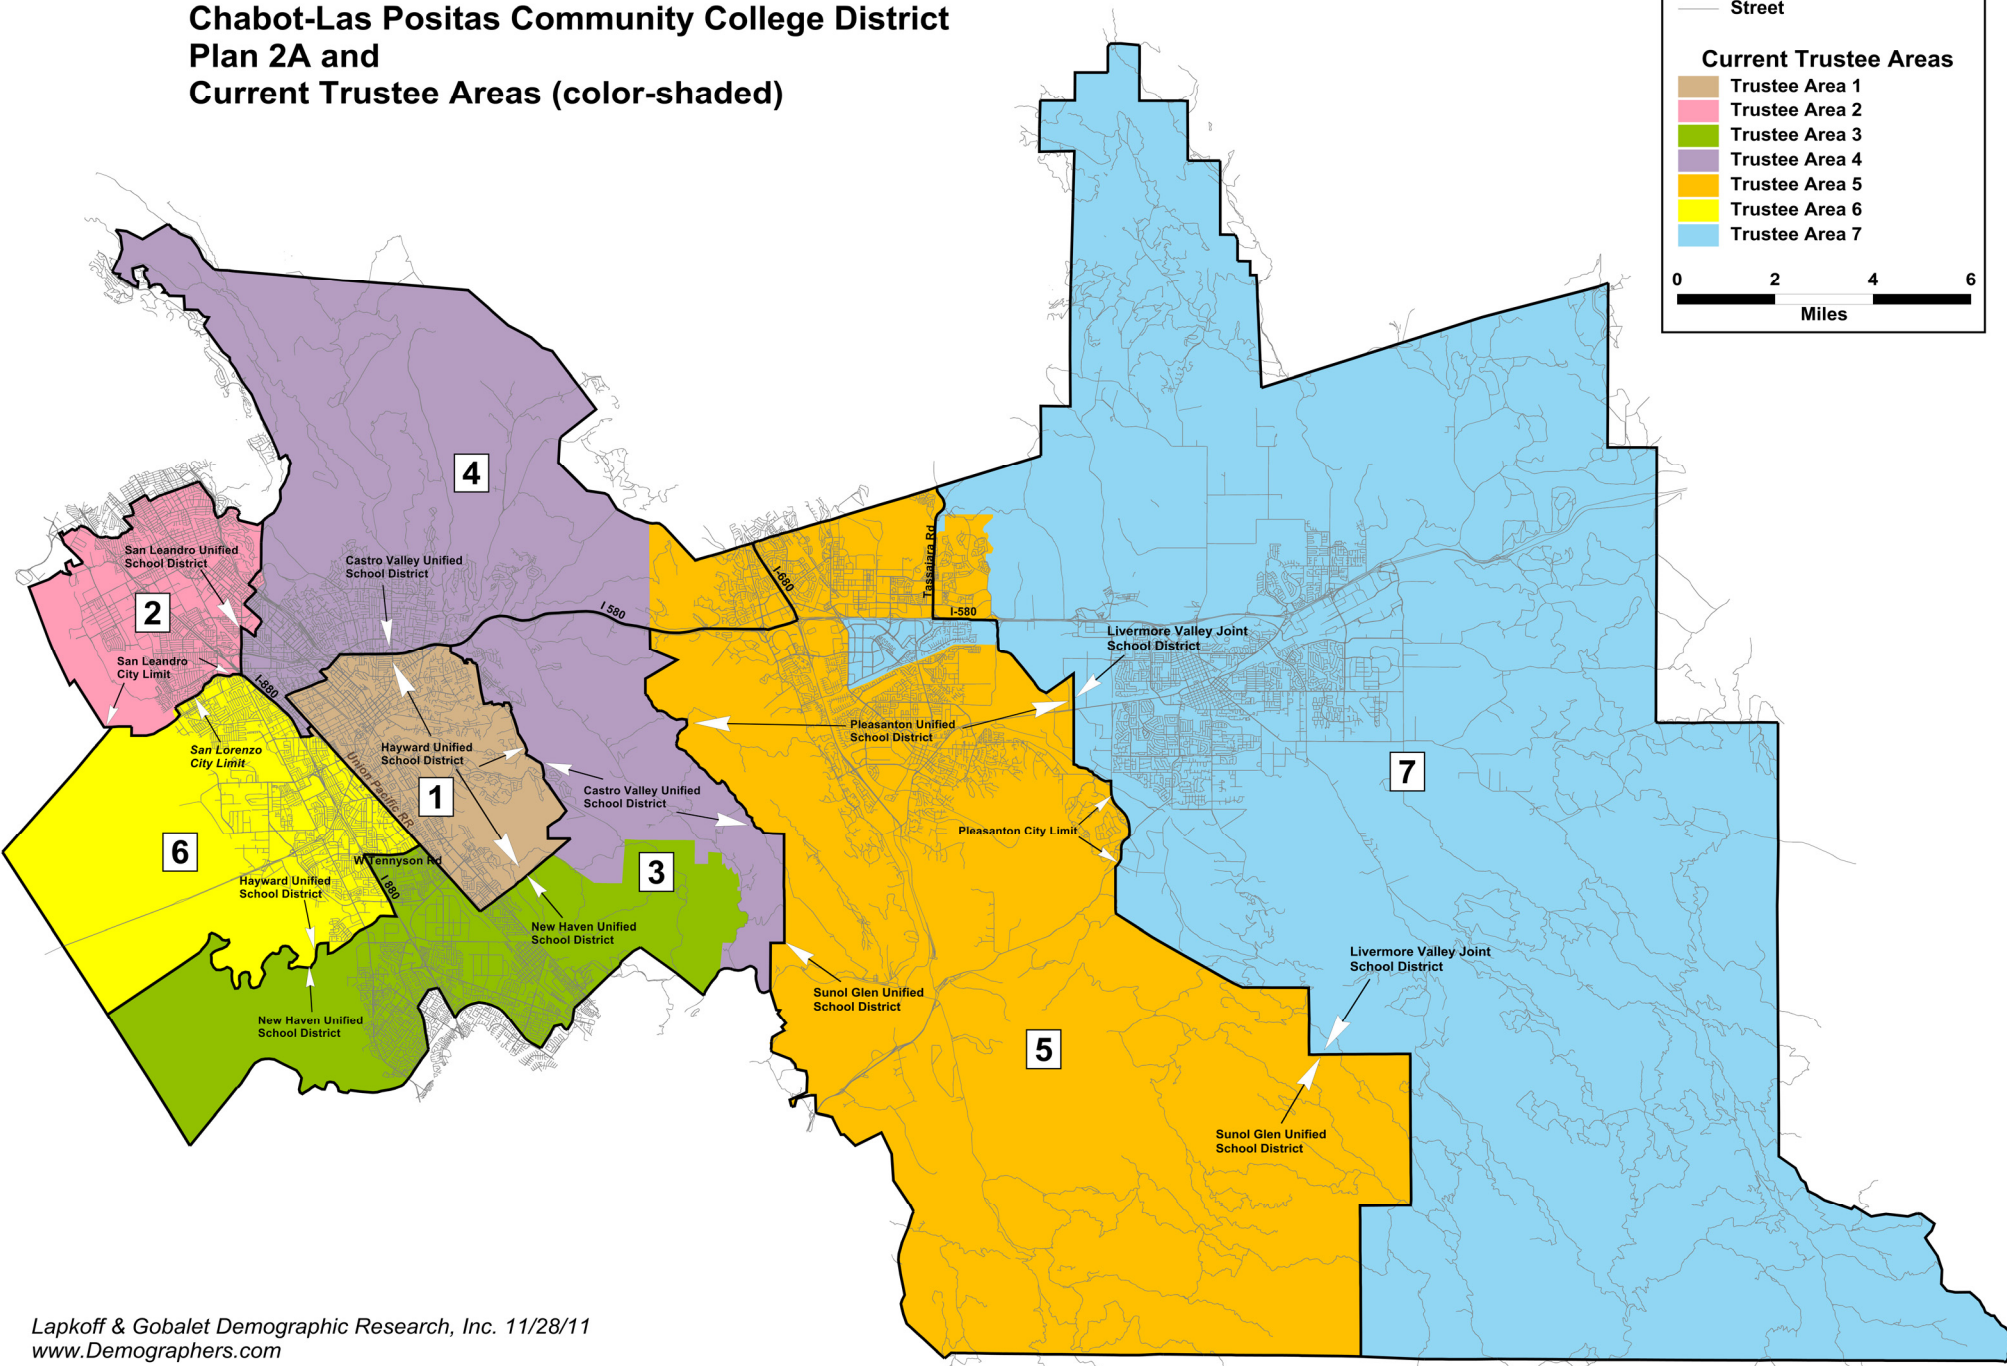 Chabot-Las Positas Community College District
Plan 2A and
Current Trustee Areas (color-shaded)
Street
Current Trustee Areas
Trustee Area 1
Trustee Area 2
Trustee Area 3
Trustee Area 4
Trustee Area 5
Trustee Area 6
Trustee Area 7
0 2 4 6
Miles
4
San Leandro Unified
School District
Castro Valley Unified
School District
Tassajara Rd
I-680
2
I 580
I-580
Livermore Valley Joint
School District
San Leandro
City Limit
I-880
Pleasanton Unified
School District
San Lorenzo
City Limit
Hayward Unified
School District
Union Pacific RR
1
7
Castro Valley Unified
School District
Pleasanton City Limit
6
W Tennyson Rd
3
Hayward Unified
School District
I 880
New Haven Unified
School District
Livermore Valley Joint
School District
Sunol Glen Unified
School District
New Haven Unified
School District
5
Sunol Glen Unified
School District
Lapkoff & Gobalet Demographic Research, Inc. 11/28/11
www.Demographers.com